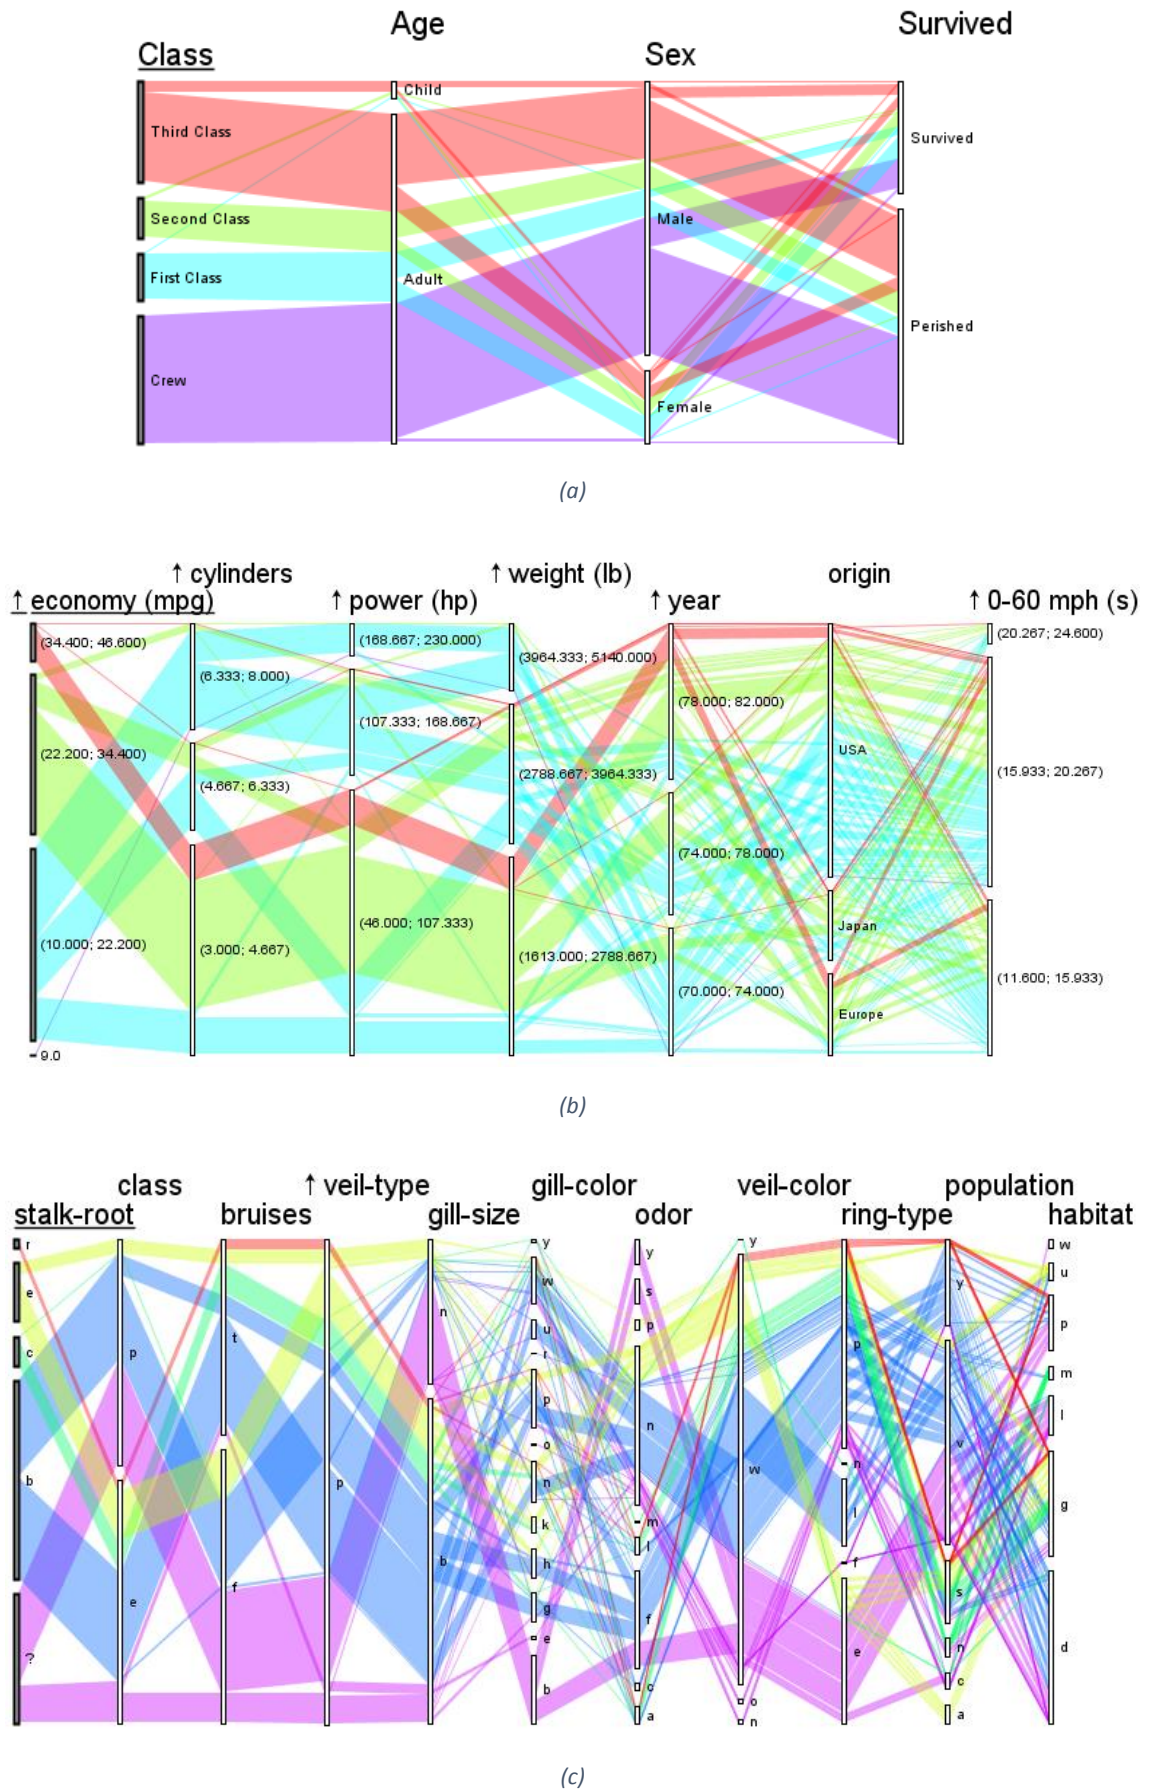 Age Survived
Class Sex
Child
Third Class
Survived
Second Class
Male
First Class
Adult
Perished
Crew
Female
(a)
↑ cylinders ↑ weight (lb) origin
↑ economy (mpg) ↑ power (hp) ↑ year ↑ 0-60 mph (s)
(34.400; 46.600) (168.667; 230.000) (20.267; 24.600)
(6.333; 8.000) (3964.333; 5140.000)
(78.000; 82.000)
(22.200; 34.400) (107.333; 168.667) USA
(4.667; 6.333) (2788.667; 3964.333) (15.933; 20.267)
(74.000; 78.000)
(10.000; 22.200) (3.000; 4.667) (46.000; 107.333) Japan
(1613.000; 2788.667) (11.600; 15.933)
(70.000; 74.000)
Europe
9.0
(b)
class ↑ veil-type gill-color veil-color population
stalk-root bruises gill-size odor ring-type habitat
r y y y w
e w s y u
n
u p p
c p t r p m
p l
n
b p o w v
n n g
k m l
l f
h
b s
e f g f
e e n d
?
b c c
a o a
n
(c)